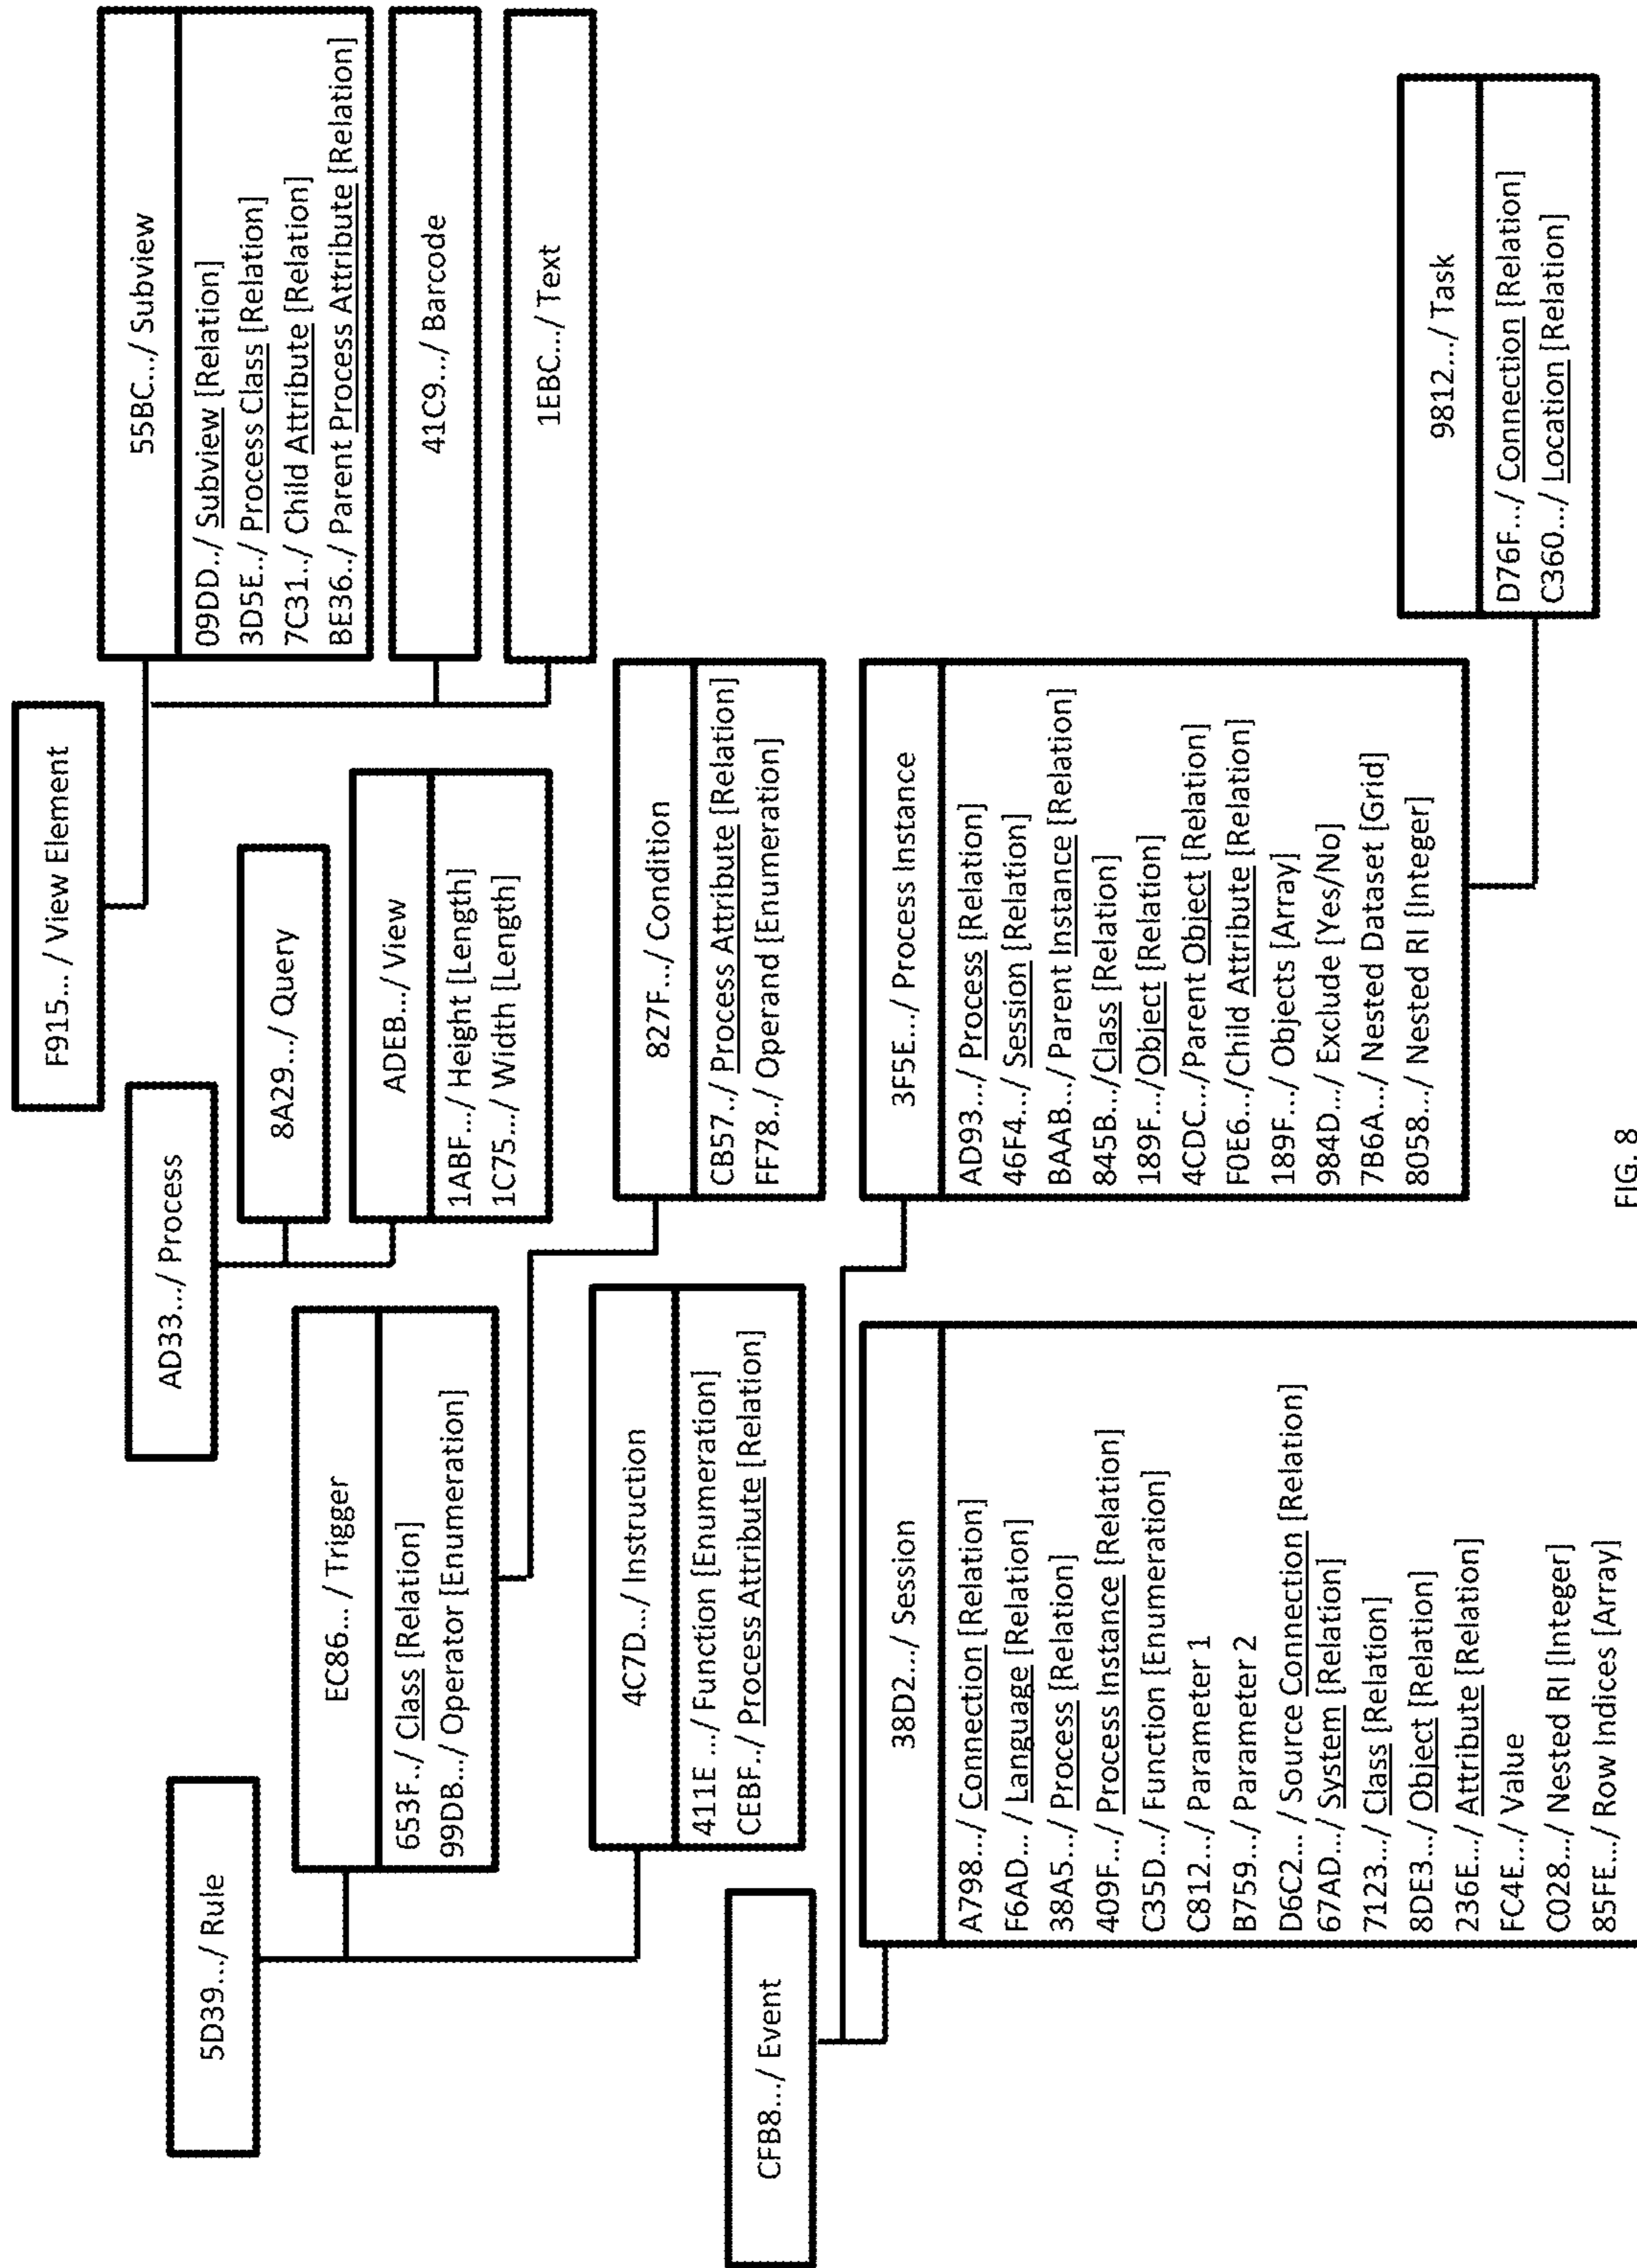 5D39.../ Rule
EC86... / Trigger
653F../ Class [Relation]
99DB.../ Operator [Enumeration]
4C7D.../ Instruction
411E .../ Function [Enumeration]
CEBF../ Process Attribute [Relation]
827F.../ Condition
CB57../ Process Attribute [Relation]
FF78../ Operand [Enumeration]
AD33.../ Process
8A29.../ Query
ADEB.../ View
1ABF.../ Height [Length]
1C75.../ Width [Length]
F915... / View Element
55BC.../ Subview
09DD../ Subview [Relation]
3D5E../ Process Class [Relation]
7C31../ Child Attribute [Relation]
BE36../ Parent Process Attribute [Relation]
41C9.../ Barcode
1EBC.../ Text
CFB8.../ Event
38D2.../ Session
A798.../ Connection [Relation]
F6AD... / Language [Relation]
38A5.../ Process [Relation]
409F.../ Process Instance [Relation]
C35D.../ Function [Enumeration]
C812.../ Parameter 1
B759.../ Parameter 2
D6C2... / Source Connection [Relation]
67AD.../ System [Relation]
7123.../ Class [Relation]
8DE3.../ Object [Relation]
236E.../ Attribute [Relation]
FC4E.../ Value
C028.../ Nested RI [Integer]
85FE.../ Row Indices [Array]
3F5E.../ Process Instance
AD93.../ Process [Relation]
46F4.../ Session [Relation]
BAAB.../ Parent Instance [Relation]
845B.../Class [Relation]
189F.../Object [Relation]
4CDC.../Parent Object [Relation]
F0E6.../Child Attribute [Relation]
189F.../ Objects [Array]
984D.../ Exclude [Yes/No]
7B6A.../ Nested Dataset [Grid]
8058.../ Nested RI [Integer]
9812.../ Task
D76F.../ Connection [Relation]
C360.../ Location [Relation]
FIG. 8